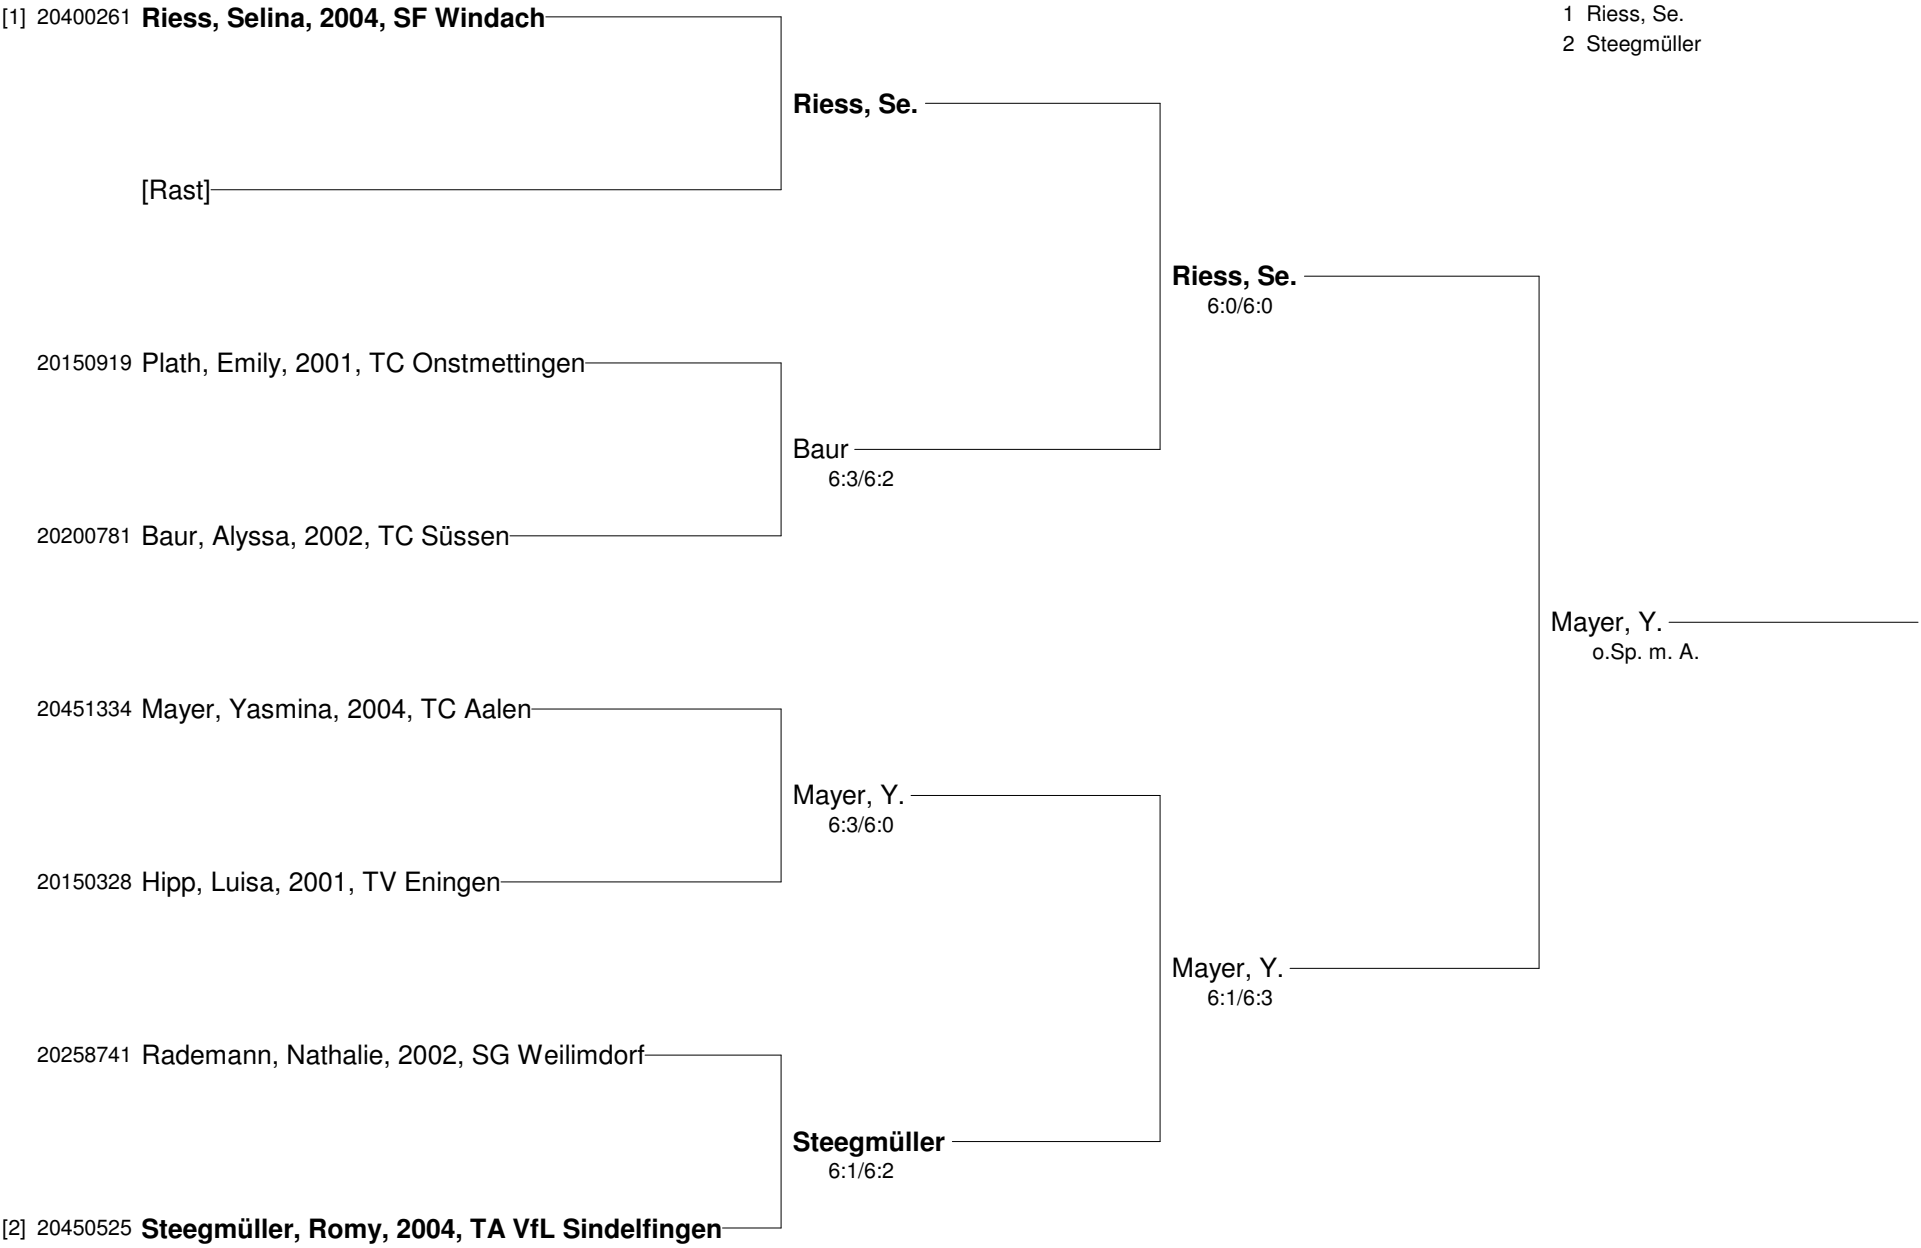 [1] 20400261 Riess, Selina, 2004, SF Windach
1 Riess, Se.
2 Steegmüller
Riess, Se.
[Rast]
Riess, Se.
6:0/6:0
20150919 Plath, Emily, 2001, TC Onstmettingen
Baur
6:3/6:2
20200781 Baur, Alyssa, 2002, TC Süssen
Mayer, Y.
o.Sp. m. A.
20451334 Mayer, Yasmina, 2004, TC Aalen
Mayer, Y.
6:3/6:0
20150328 Hipp, Luisa, 2001, TV Eningen
Mayer, Y.
6:1/6:3
20258741 Rademann, Nathalie, 2002, SG Weilimdorf
Steegmüller
6:1/6:2
[2] 20450525 Steegmüller, Romy, 2004, TA VfL Sindelfingen